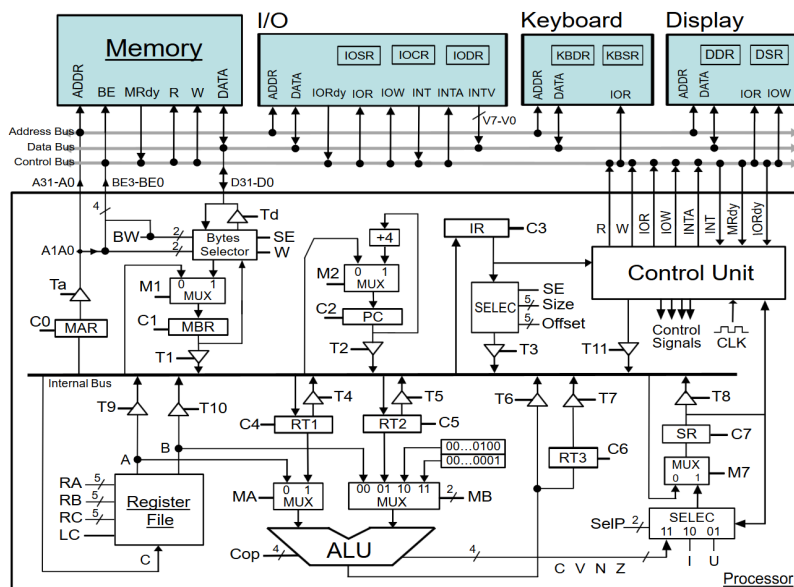 I/O Keyboard Display
Memory
IOSR IOCR IODR
KBDR KBSR
DDR DSR
ADDR BE MRdy R W DATA
ADDR DATA IORdy IOR IOW INT INTA INTV
ADDR DATA IOR
ADDR DATA IOR IOW
V7-V0
Address Bus
Data Bus
Control Bus
A31-A0 BE3-BE0 D31-D0
4
Td
BW 2 Bytes Selector SE
A1A0 2 W
+4
IR C3
R W IOR IOW INTA INT MRdy IORdy
Control Unit
Ta
M1 0 1 MUX
M2 0 1 MUX
SELEC SE
5 Size
5 Offset
C0 MAR
C1 MBR
C2 PC
Control Signals
CLK
T1 T2 T3 T11
Internal Bus
T9 T10 T4 T5 T6 T7 T8
C4 RT1
RT2 C5
SR C7
A B
00...0100
00...0001
RT3 C6
MUX 0 1 M7
RA 5
RB 5
RC 5
LC
Register File
C
MA 0 1 MUX
00 01 10 11 MUX 2 MB
SelP 2 SELEC
11 10 01
Cop 4 ALU 4 C V N Z I U
Processor